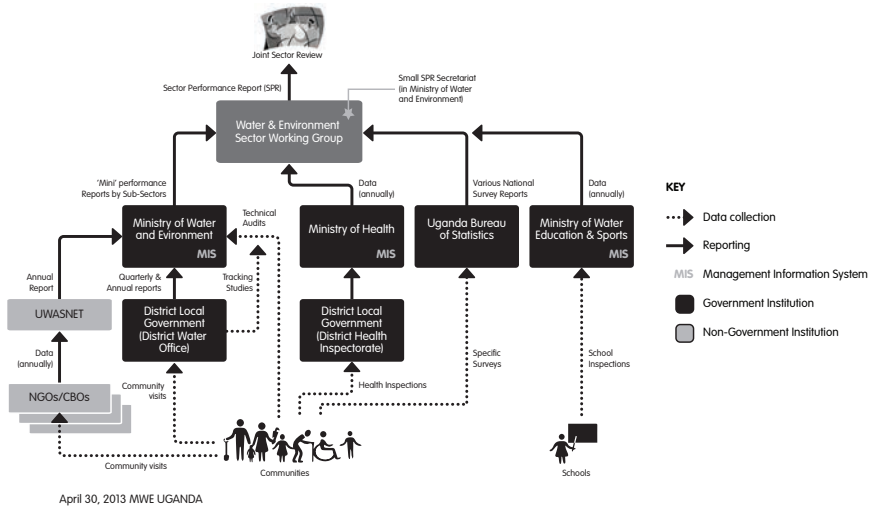 Joint Sector Review
Sector Performance Report (SPR)
Small SPR Secretariat
(in Ministry of Water
and Environment)
Water & Environment
Sector Working Group
'Mini' performance
Reports by Sub-Sectors
Data
(annually)
Various National
Survey Reports
Data
(annually)
Ministry of Water
and Evironment
MIS
Technical
Audits
Ministry of Health
MIS
Uganda Bureau
of Statistics
Ministry of Water
Education & Sports
MIS
Annual
Report
Quarterly &
Annual reports
Tracking
Studies
UWASNET
District Local
Government
(District Water
Office)
District Local
Government
(District Health
Inspectorate)
Data
(annually)
Specific
Surveys
School
Inspections
Community
visits
Health Inspections
NGOs/CBOs
Community visits
Communities
Schools
KEY
Data collection
Reporting
MIS Management Information System
Government Institution
Non-Government Institution
April 30, 2013 MWE UGANDA